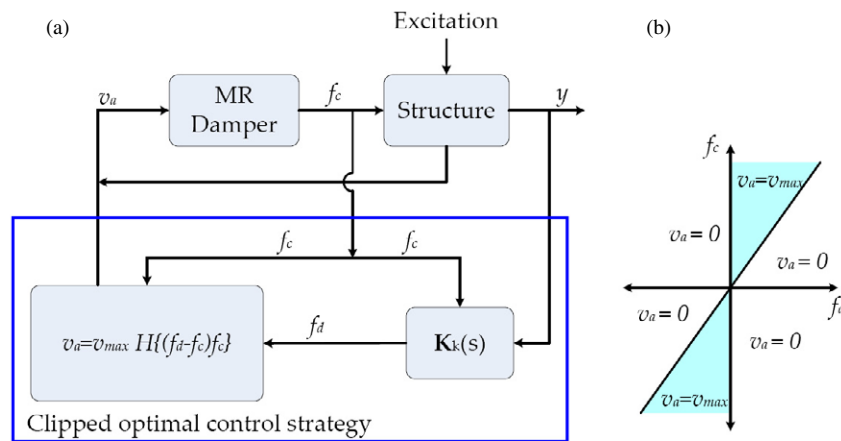 (a)
Excitation
(b)
v_a
MR
Damper
f_c
Structure
y
f_c
f_c
v_a=v_max H{(f_d-f_c)f_c}
f_d
K_k(s)
Clipped optimal control strategy
f_c
v_a=v_max
v_a = 0
v_a = 0
v_a = 0
v_a = 0
v_a=v_max